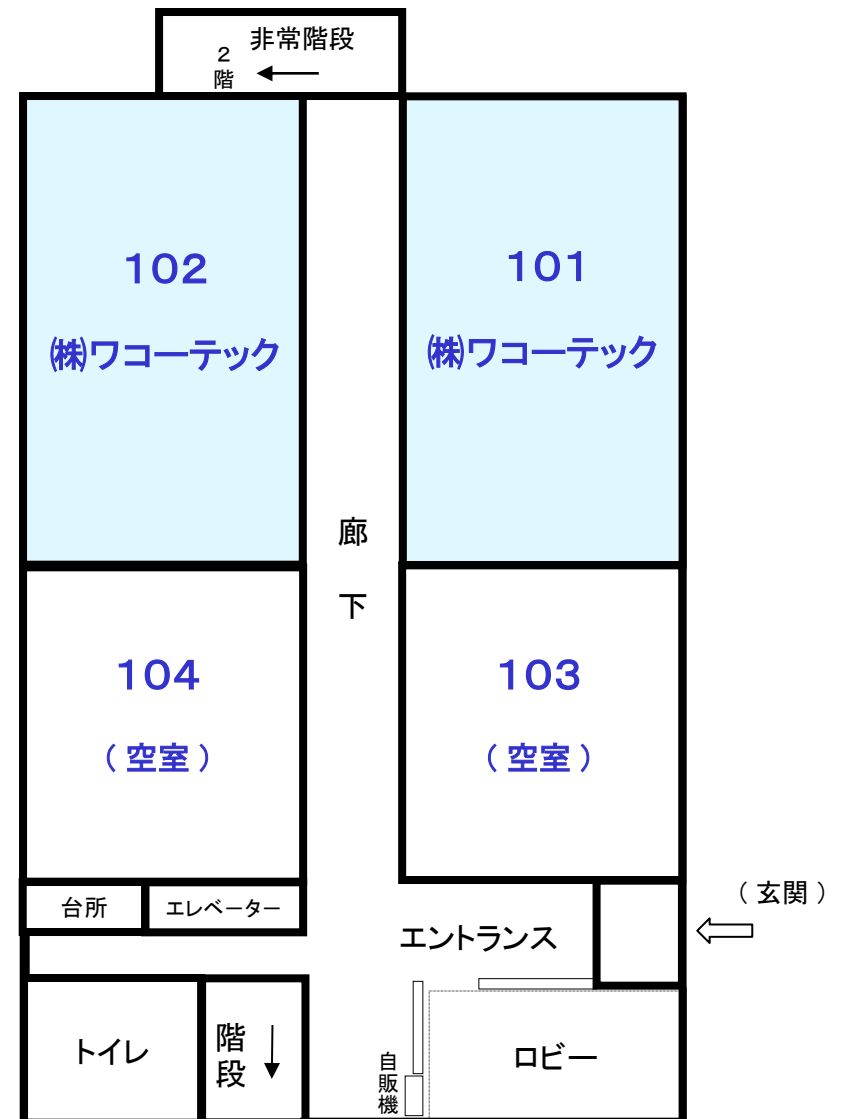 非常階段
2階
102
㈱ワコーテック
101
㈱ワコーテック
廊下
104
（ 空室 ）
103
（ 空室 ）
台所
エレベーター
（ 玄関 ）
エントランス
トイレ
階段
自販機
ロビー